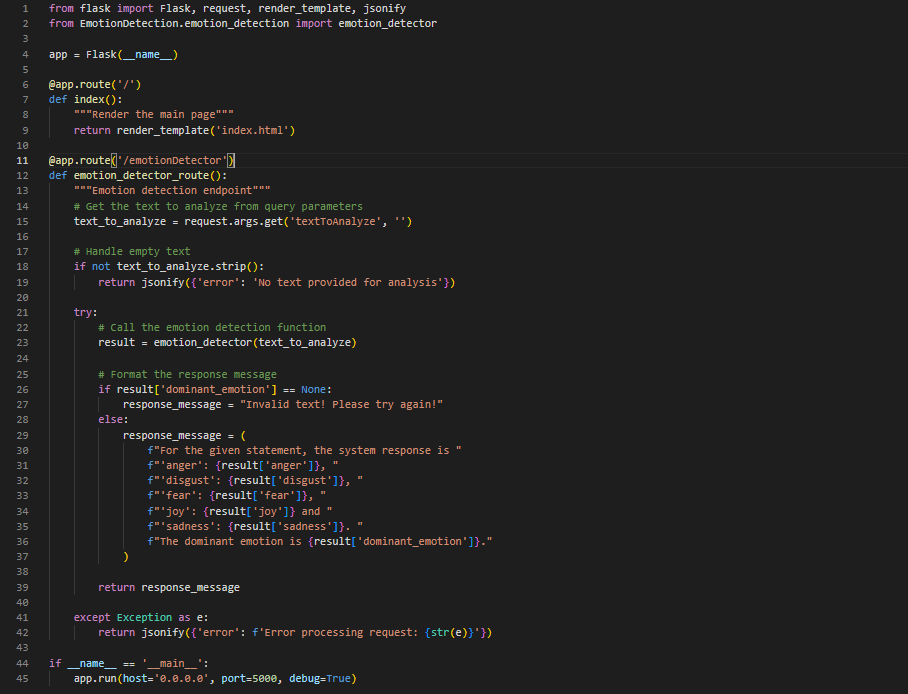 1 from flask import Flask, request, render_template, jsonify
2 from EmotionDetection.emotion_detection import emotion_detector
3
4 app = Flask(__name__)
5
6 @app.route('/')
7 def index():
8     """Render the main page"""
9     return render_template('index.html')
10
11 @app.route('/emotionDetector')
12 def emotion_detector_route():
13     """Emotion detection endpoint"""
14     # Get the text to analyze from query parameters
15     text_to_analyze = request.args.get('textToAnalyze', '')
16
17     # Handle empty text
18     if not text_to_analyze.strip():
19         return jsonify({'error': 'No text provided for analysis'})
20
21     try:
22         # Call the emotion detection function
23         result = emotion_detector(text_to_analyze)
24
25         # Format the response message
26         if result['dominant_emotion'] == None:
27             response_message = "Invalid text! Please try again!"
28         else:
29             response_message = (
30                 f"For the given statement, the system response is "
31                 f"'anger': {result['anger']}, "
32                 f"'disgust': {result['disgust']}, "
33                 f"'fear': {result['fear']}, "
34                 f"'joy': {result['joy']} and "
35                 f"'sadness': {result['sadness']}. "
36                 f"The dominant emotion is {result['dominant_emotion']}."
37             )
38
39         return response_message
40
41     except Exception as e:
42         return jsonify({'error': f'Error processing request: {str(e)}'})
43
44 if __name__ == '__main__':
45     app.run(host='0.0.0.0', port=5000, debug=True)